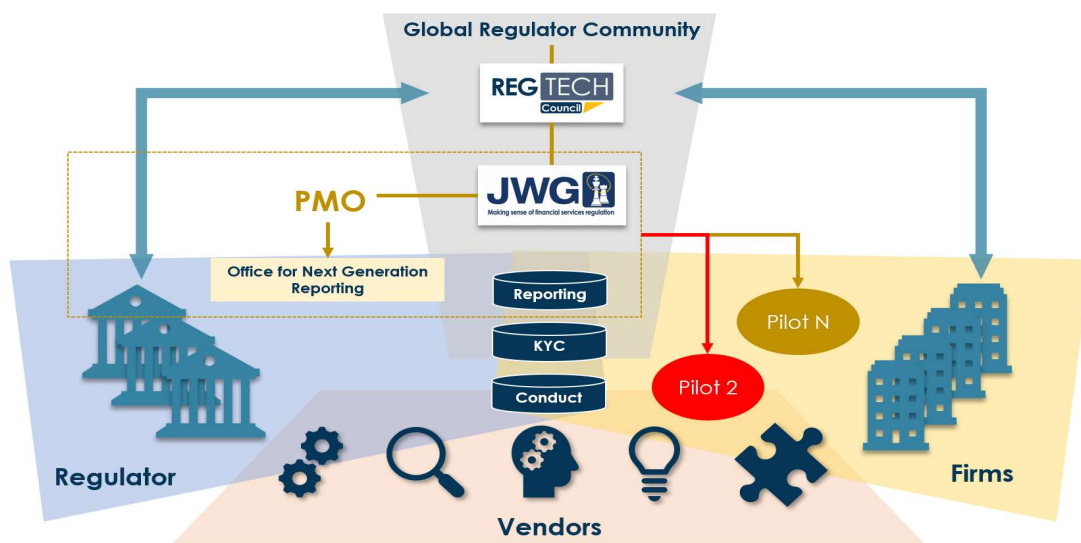 Global Regulator Community
REG TECH
Council
JWG
Making sense of financial services regulation
PMO
Office for Next Generation
Reporting
Reporting
KYC
Conduct
Pilot N
Pilot 2
Regulator
Firms
Vendors